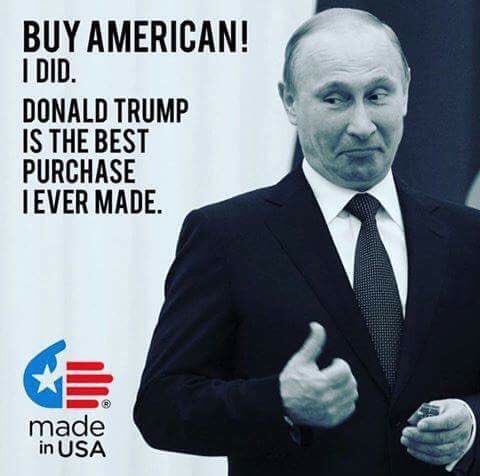 BUY AMERICAN!
I DID.
DONALD TRUMP
IS THE BEST
PURCHASE
I EVER MADE.
®
made
in USA